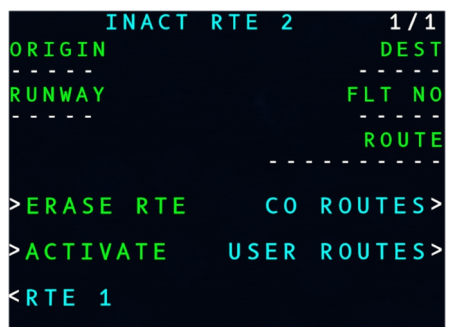 INACT RTE 2 1/1
ORIGIN DEST
----- -----
RUNWAY FLT NO
----- -----
ROUTE
----------
>ERASE RTE CO ROUTES>
>ACTIVATE USER ROUTES>
<RTE 1